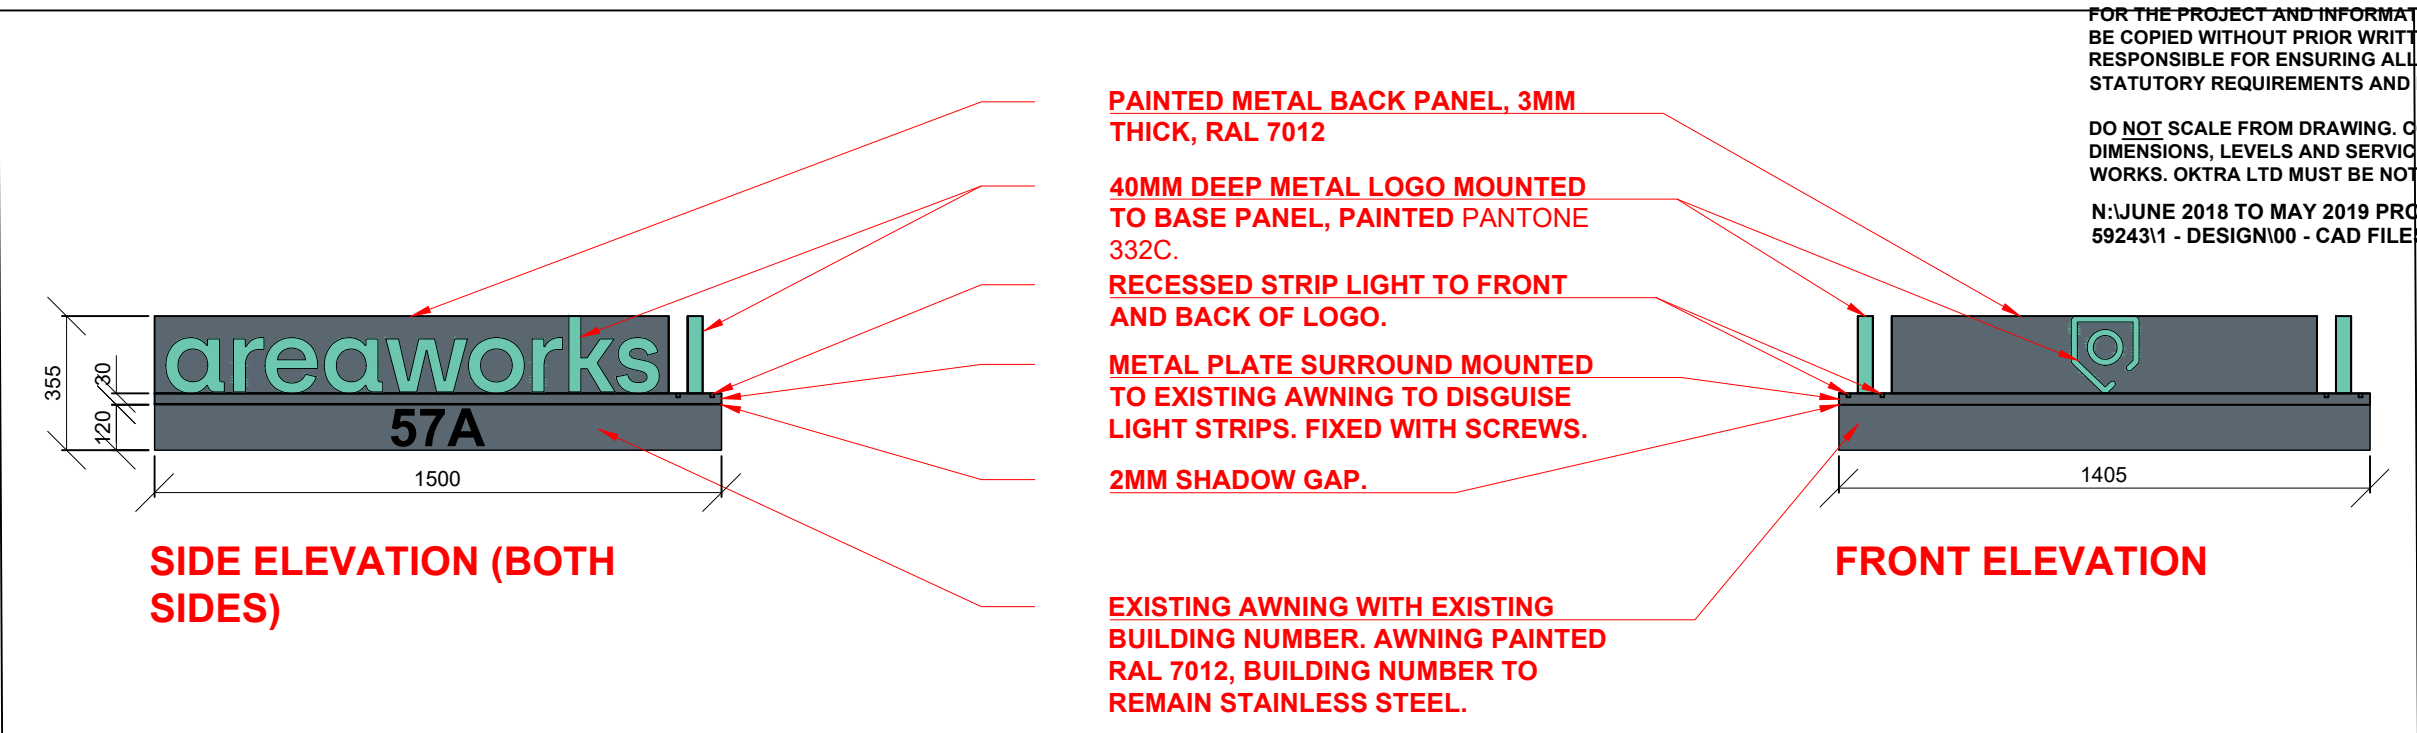 FOR THE PROJECT AND INFORMAT
BE COPIED WITHOUT PRIOR WRITT
RESPONSIBLE FOR ENSURING ALL
STATUTORY REQUIREMENTS AND
DO NOT SCALE FROM DRAWING. C
DIMENSIONS, LEVELS AND SERVIC
WORKS. OKTRA LTD MUST BE NOT
N:\JUNE 2018 TO MAY 2019 PRO
59243\1 - DESIGN\00 - CAD FILES
PAINTED METAL BACK PANEL, 3MM
THICK, RAL 7012
40MM DEEP METAL LOGO MOUNTED
TO BASE PANEL, PAINTED PANTONE
332C.
RECESSED STRIP LIGHT TO FRONT
AND BACK OF LOGO.
METAL PLATE SURROUND MOUNTED
TO EXISTING AWNING TO DISGUISE
LIGHT STRIPS. FIXED WITH SCREWS.
2MM SHADOW GAP.
EXISTING AWNING WITH EXISTING
BUILDING NUMBER. AWNING PAINTED
RAL 7012, BUILDING NUMBER TO
REMAIN STAINLESS STEEL.
areaworks
57A
355
30
120
1500
SIDE ELEVATION (BOTH
SIDES)
1405
FRONT ELEVATION